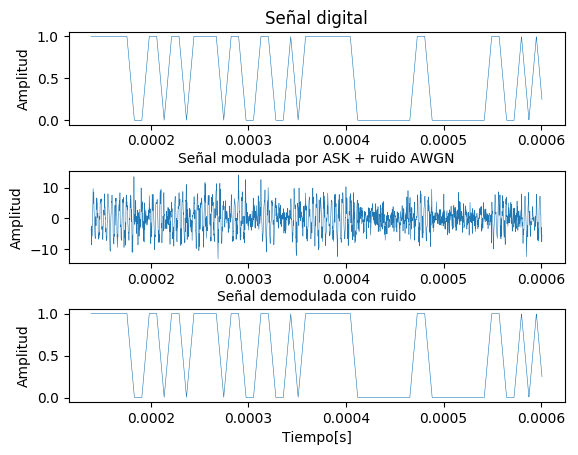 Señal digital
Amplitud
1.0
0.5
0.0
0.0002 0.0003 0.0004 0.0005 0.0006
Señal modulada por ASK + ruido AWGN
Amplitud
10
0
−10
0.0002 0.0003 0.0004 0.0005 0.0006
Señal demodulada con ruido
Amplitud
1.0
0.5
0.0
0.0002 0.0003 0.0004 0.0005 0.0006
Tiempo[s]